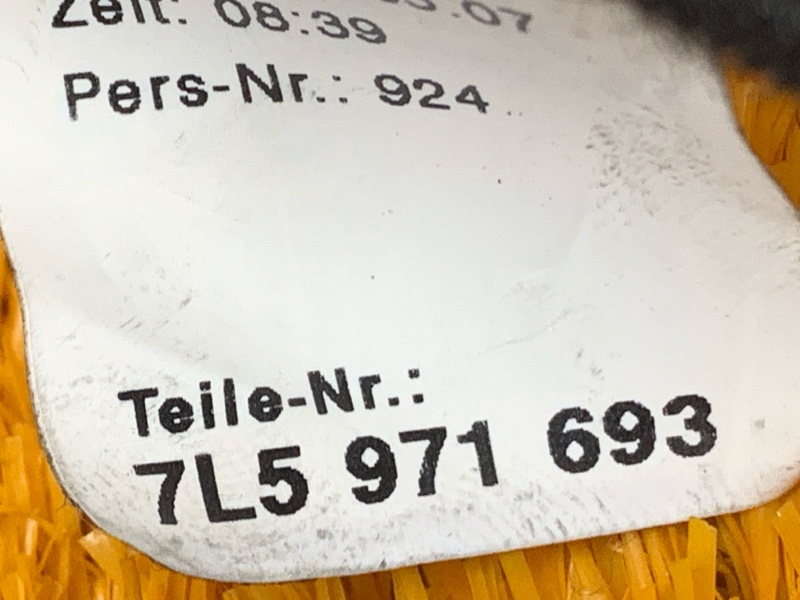 Zeit: 08:39
Pers-Nr.: 924
Teile-Nr.:
7L5 971 693